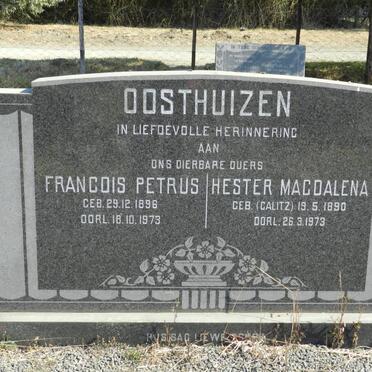 OOSTHUIZEN
IN LIEFDEVOLLE HERINNERING
AAN
ONS DIERBARE OUERS
FRANCOIS PETRUS
GEB. 29.12.1896
OORL. 18.10.1973
HESTER MAGDALENA
GEB. (CALITZ) 19.5.1890
OORL. 26.3.1973